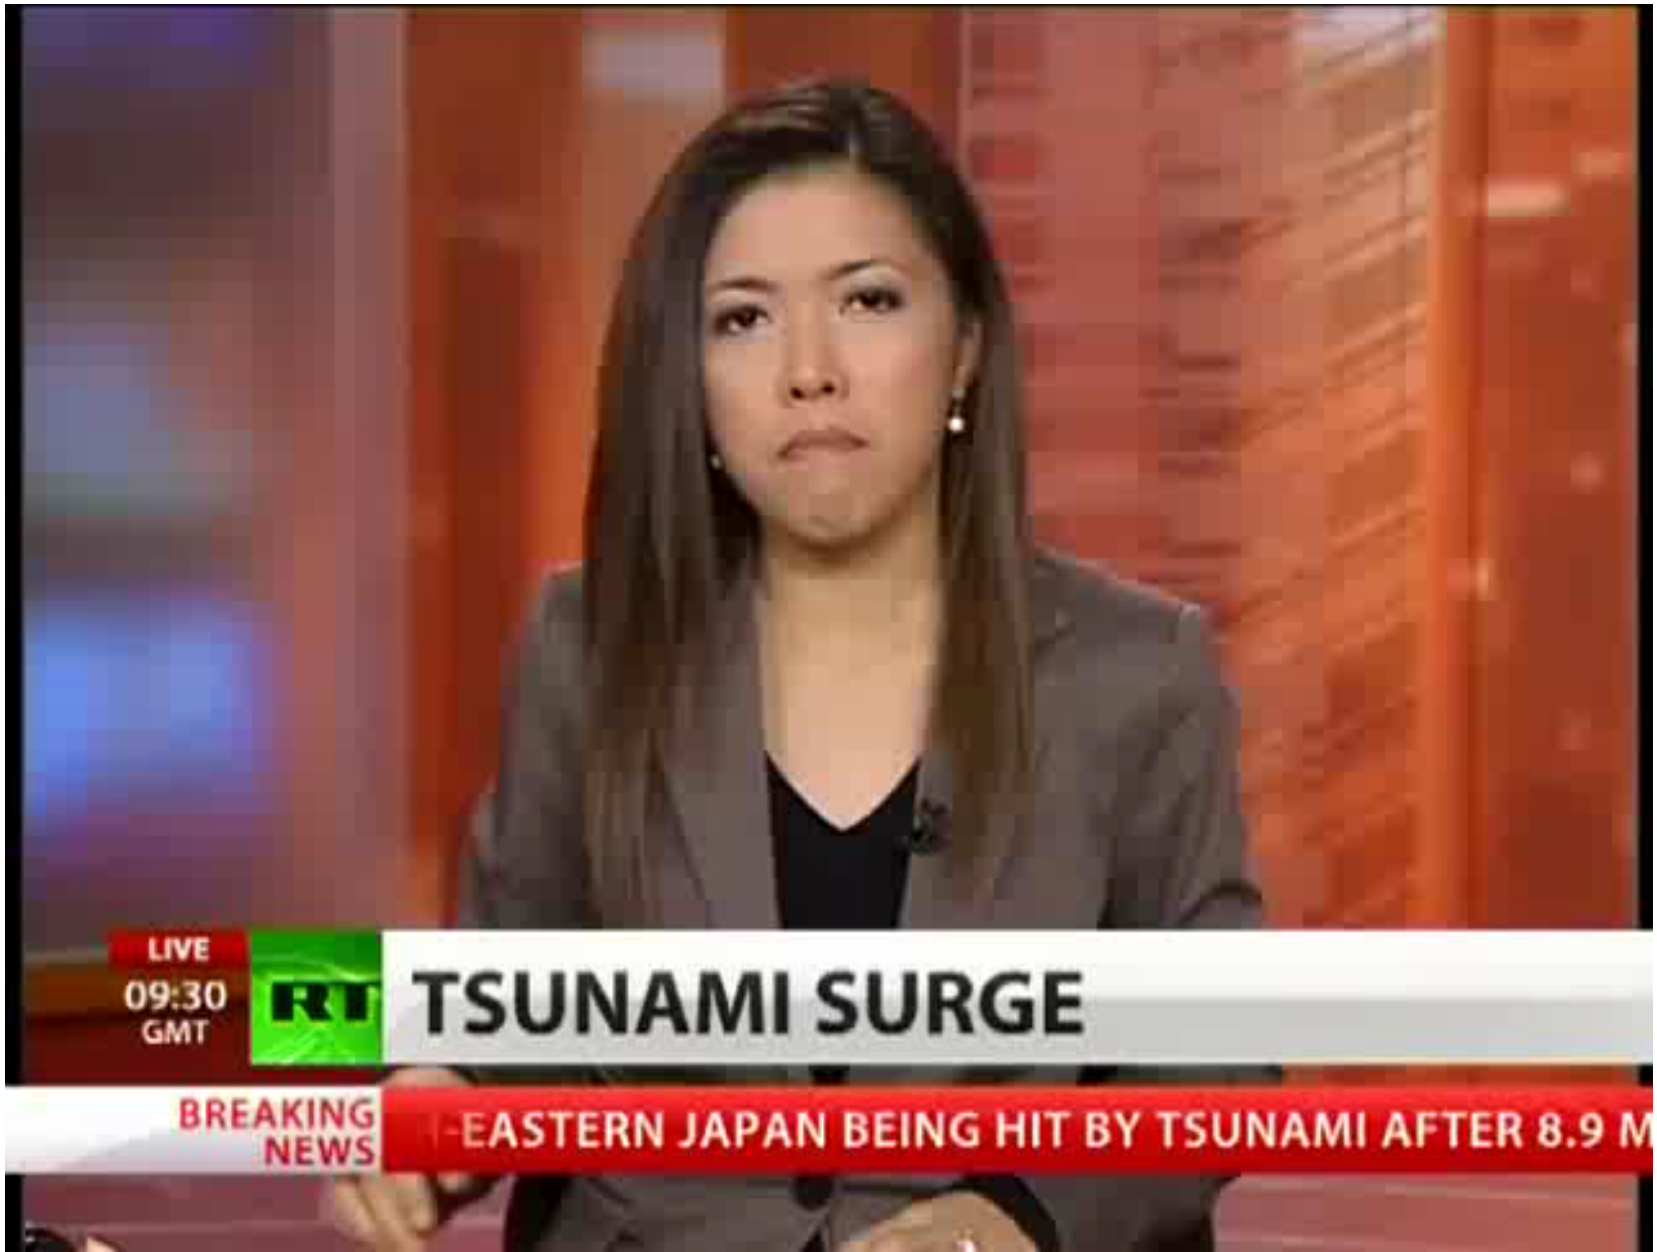 LIVE
09:30
GMT
RT
TSUNAMI SURGE
BREAKING
NEWS
-EASTERN JAPAN BEING HIT BY TSUNAMI AFTER 8.9 M